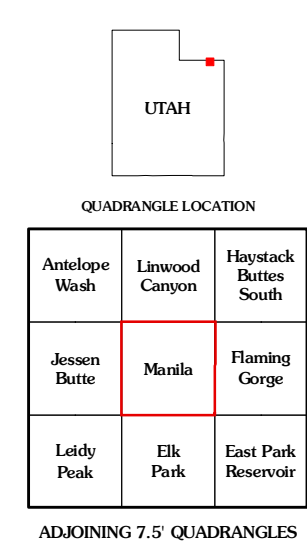 UTAH
QUADRANGLE LOCATION
Antelope
Wash
Linwood
Canyon
Haystack
Buttes
South
Jessen
Butte
Manila
Flaming
Gorge
Leidy
Peak
Elk
Park
East Park
Reservoir
ADJOINING 7.5' QUADRANGLES